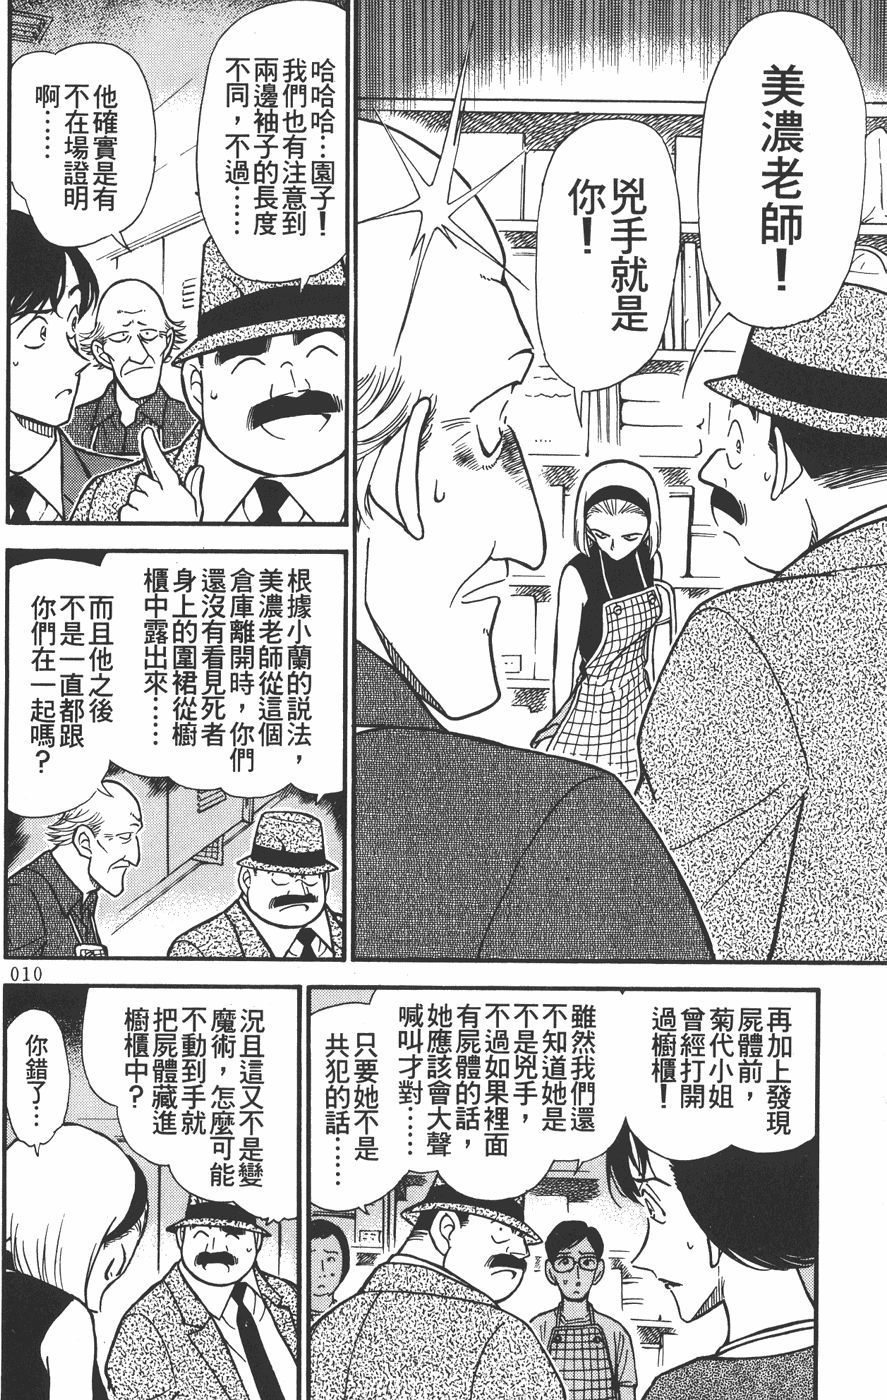 美濃老師！
兇手就是
你！
哈哈哈…園子！
我們也有注意到
兩邊袖子的長度
不同，不過……
他確實是有
不在場證明
啊……
根據小蘭的説法，
美濃老師從這個
倉庫離開時，你們
還沒有看見死者
身上的圍裙從櫥
櫃中露出來……
而且他之後
不是一直都跟
你們在一起嗎？
010
再加上發現
屍體前，
菊代小姐
曾經打開
過櫥櫃！
雖然我們還
不知道她是
不是兇手，
不過如果裡面
有屍體的話，
她應該會大聲
喊叫才對……
只要她不是
共犯的話……
況且這又不是變
魔術，怎麼可能
不動到手就
把屍體藏進
櫥櫃中？
你錯了…